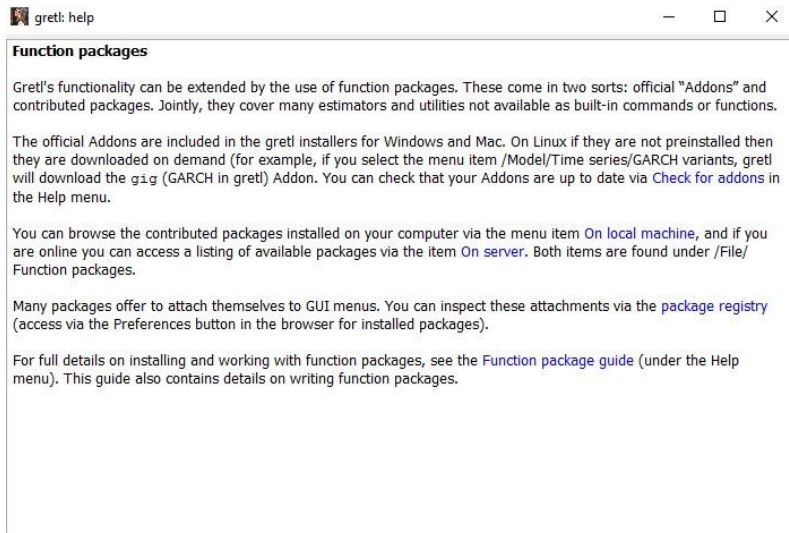 gretl: help
Function packages
Gretl's functionality can be extended by the use of function packages. These come in two sorts: official “Addons” and
contributed packages. Jointly, they cover many estimators and utilities not available as built-in commands or functions.
The official Addons are included in the gretl installers for Windows and Mac. On Linux if they are not preinstalled then
they are downloaded on demand (for example, if you select the menu item /Model/Time series/GARCH variants, gretl
will download the gig (GARCH in gretl) Addon. You can check that your Addons are up to date via Check for addons in
the Help menu.
You can browse the contributed packages installed on your computer via the menu item On local machine, and if you
are online you can access a listing of available packages via the item On server. Both items are found under /File/
Function packages.
Many packages offer to attach themselves to GUI menus. You can inspect these attachments via the package registry
(access via the Preferences button in the browser for installed packages).
For full details on installing and working with function packages, see the Function package guide (under the Help
menu). This guide also contains details on writing function packages.